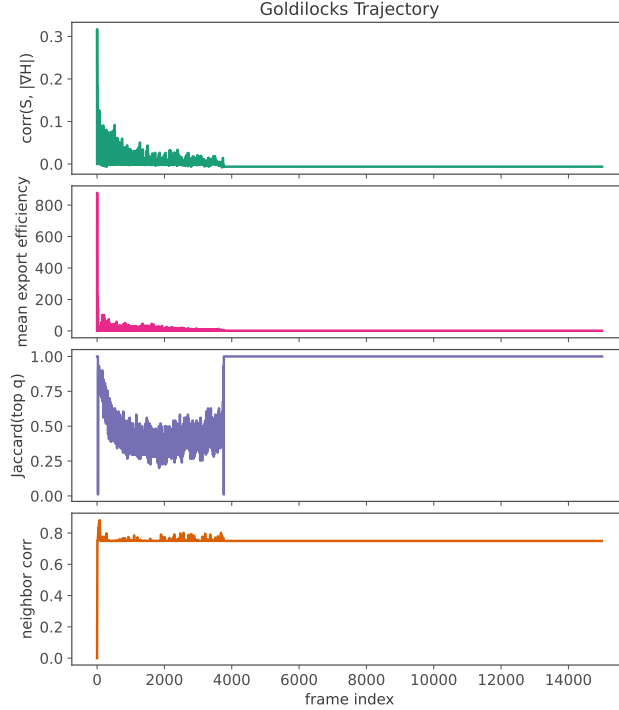 Goldilocks Trajectory
corr(S, |∇H|)
0.3
0.2
0.1
0.0
mean export efficiency
800
600
400
200
0
Jaccard(top q)
1.00
0.75
0.50
0.25
0.00
neighbor corr
0.8
0.6
0.4
0.2
0.0
0 2000 4000 6000 8000 10000 12000 14000
frame index